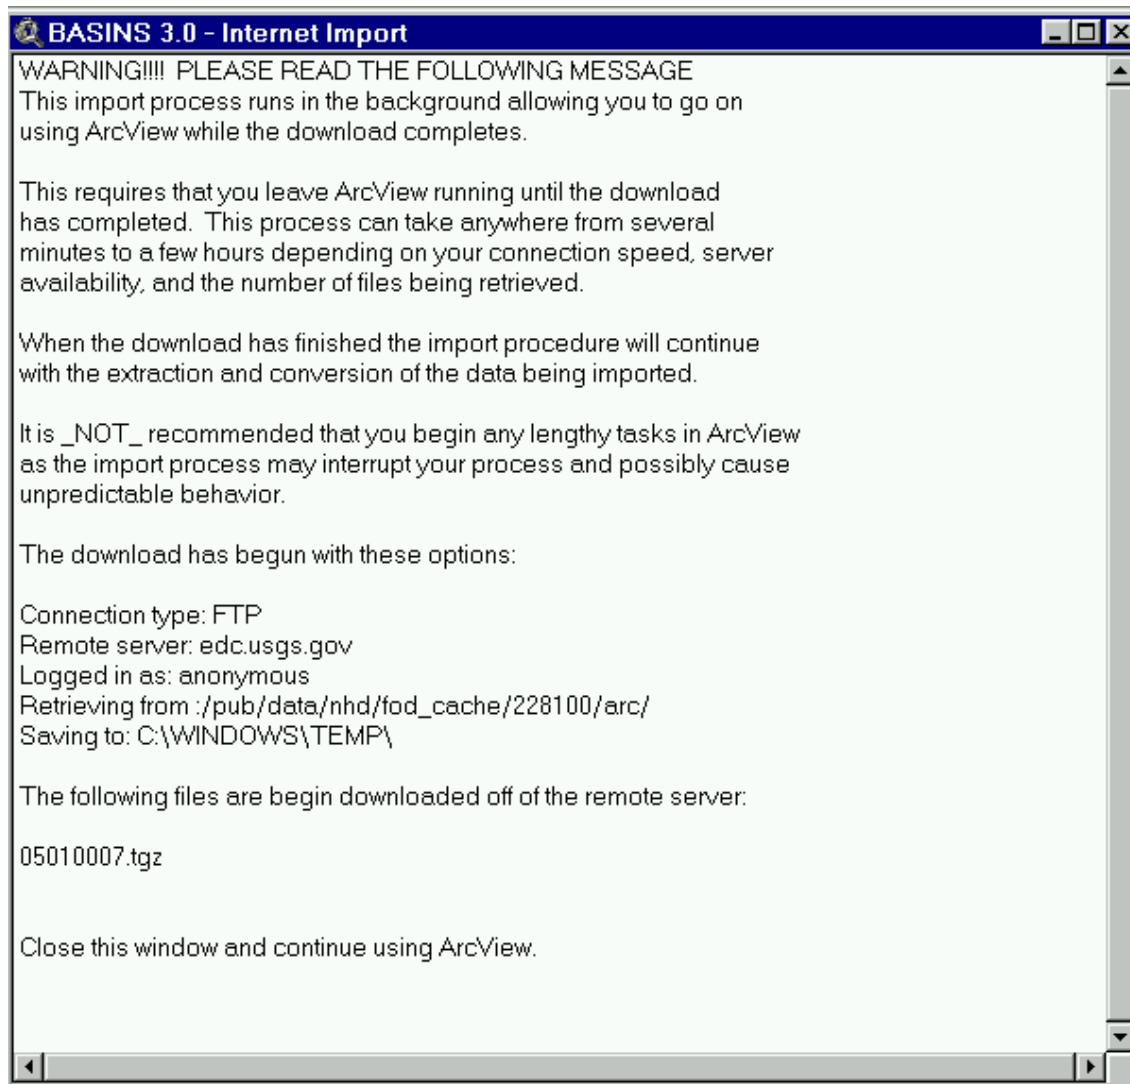 BASINS 3.0 - Internet Import
WARNING!!!!  PLEASE READ THE FOLLOWING MESSAGE
This import process runs in the background allowing you to go on
using ArcView while the download completes.
This requires that you leave ArcView running until the download
has completed.  This process can take anywhere from several
minutes to a few hours depending on your connection speed, server
availability, and the number of files being retrieved.
When the download has finished the import procedure will continue
with the extraction and conversion of the data being imported.
It is _NOT_ recommended that you begin any lengthy tasks in ArcView
as the import process may interrupt your process and possibly cause
unpredictable behavior.
The download has begun with these options:
Connection type: FTP
Remote server: edc.usgs.gov
Logged in as: anonymous
Retrieving from :/pub/data/nhd/fod_cache/228100/arc/
Saving to: C:\WINDOWS\TEMP\
The following files are begin downloaded off of the remote server:
05010007.tgz
Close this window and continue using ArcView.